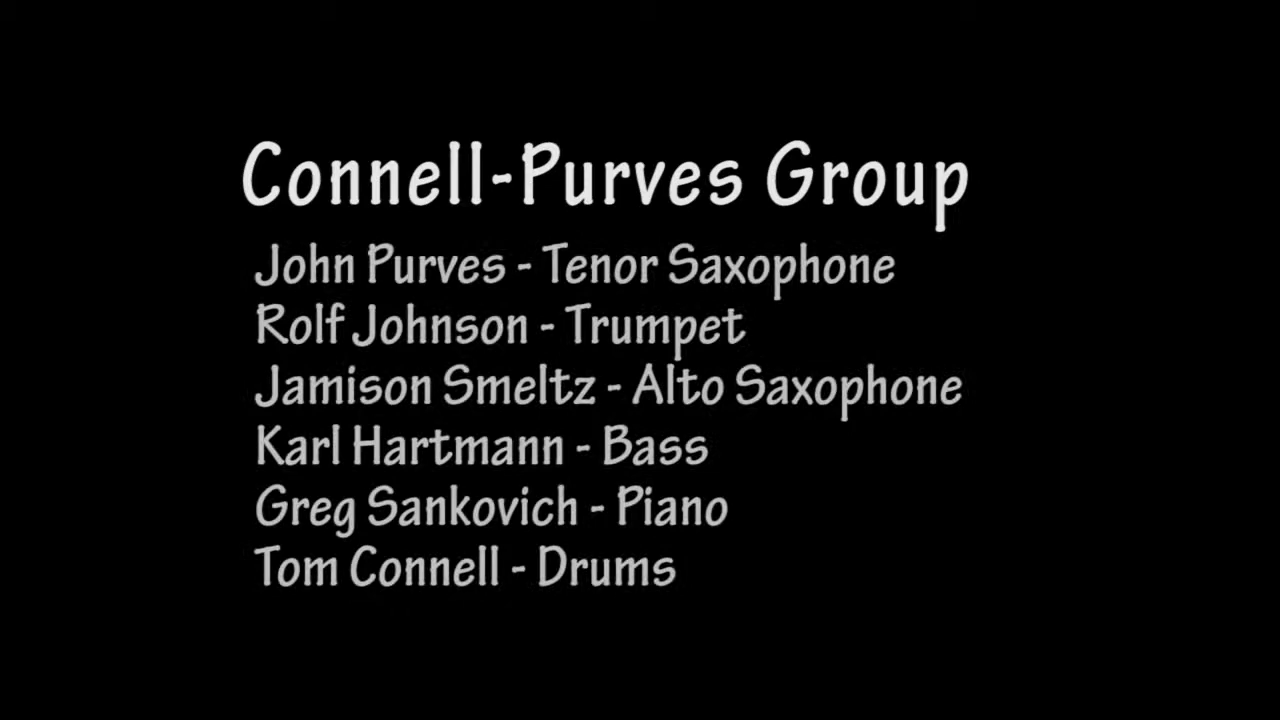 Connell-Purves Group
John Purves - Tenor Saxophone
Rolf Johnson - Trumpet
Jamison Smeltz - Alto Saxophone
Karl Hartmann - Bass
Greg Sankovich - Piano
Tom Connell - Drums